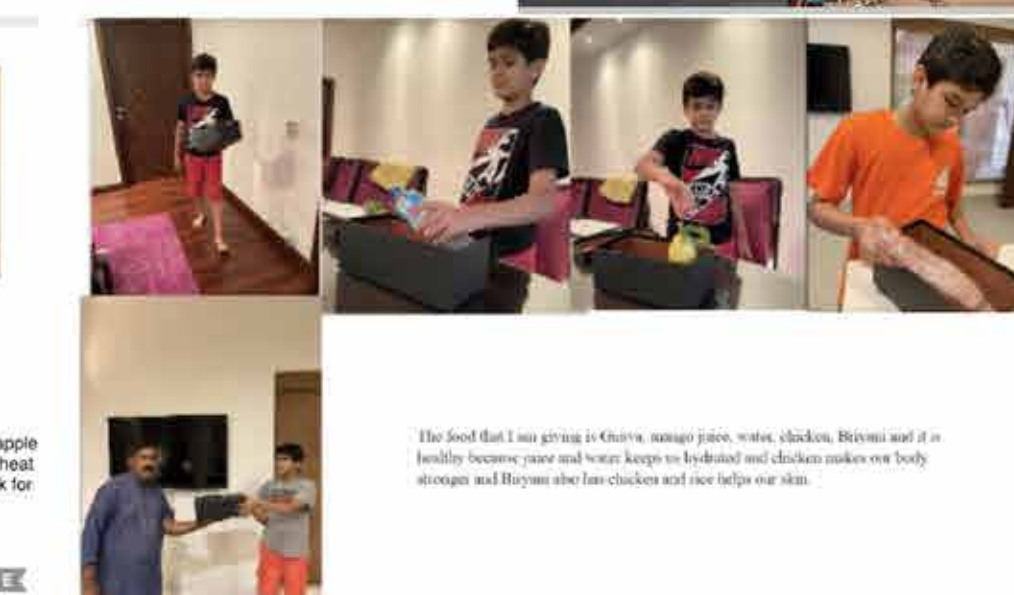 apple
heat
k for
E
The food that I am giving is Guava, mango juice, water, chicken, Briyani and it is
healthy because juice and water keeps us hydrated and chicken makes our body
stronger and Biryani also has chicken and rice helps our skin.